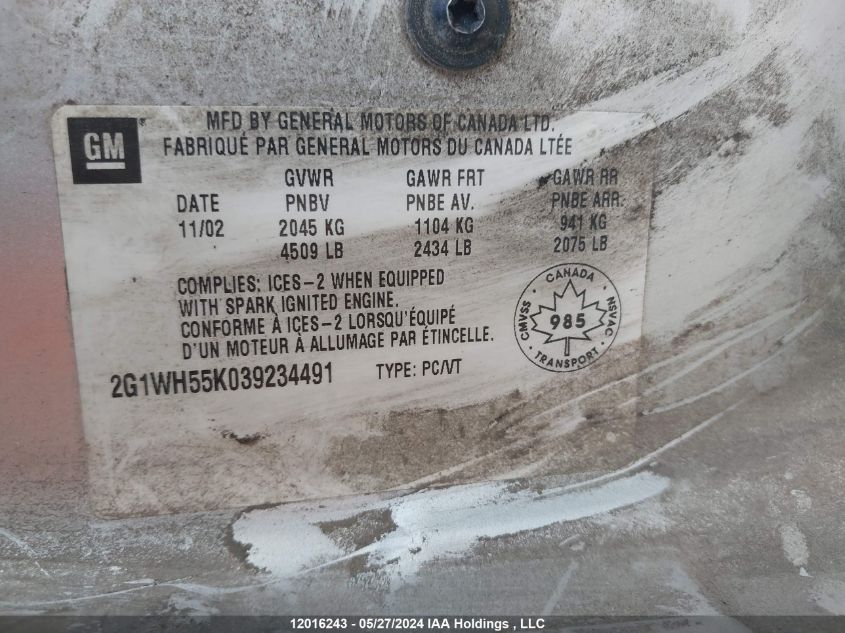 MFD BY GENERAL MOTORS OF CANADA LTD.
GM®
FABRIQUÉ PAR GENERAL MOTORS DU CANADA LTÉE
GVWR GAWR FRT GAWR RR
DATE PNBV PNBE AV. PNBE ARR.
11/02 2045 KG 1104 KG 941 KG
4509 LB 2434 LB 2075 LB
COMPLIES: ICES-2 WHEN EQUIPPED
WITH SPARK IGNITED ENGINE.
CONFORME À ICES-2 LORSQU'ÉQUIPÉ
D'UN MOTEUR À ALLUMAGE PAR ÉTINCELLE.
CANADA
CMVSS 985 NSVAC
TRANSPORT
2G1WH55K039234491 TYPE: PC/VT
12016243 - 05/27/2024 IAA Holdings , LLC